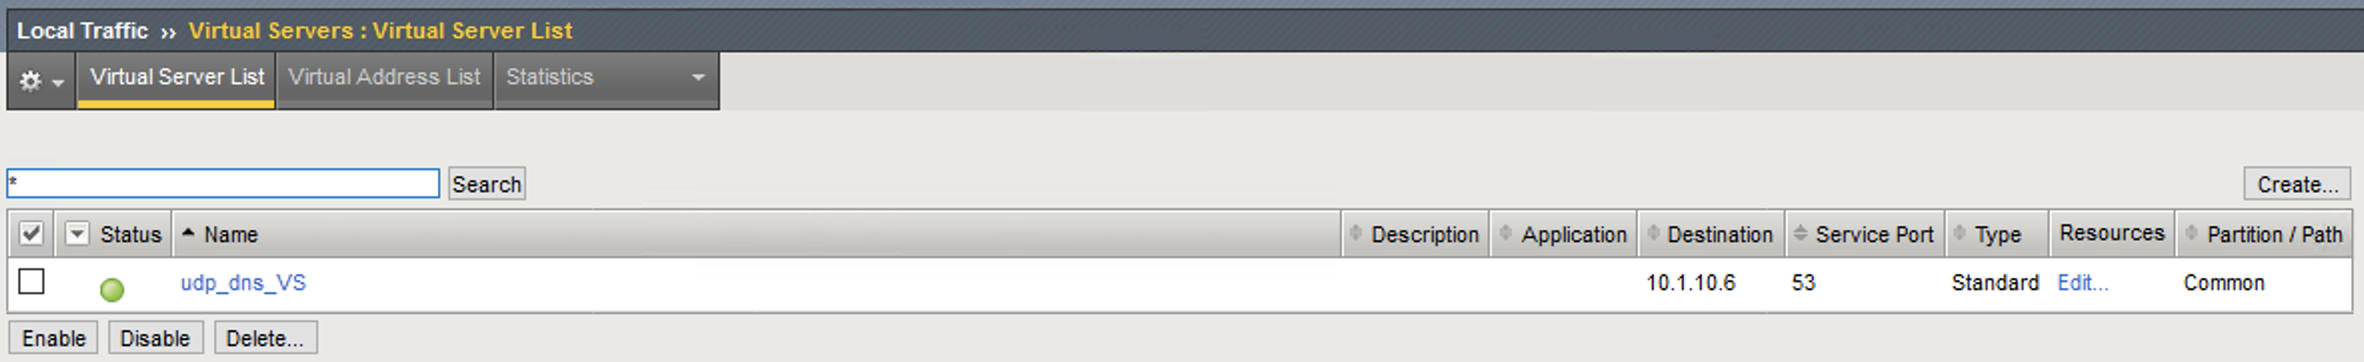 Local Traffic ›› Virtual Servers : Virtual Server List
Virtual Server List Virtual Address List Statistics
* Search Create...
Status Name Description Application Destination Service Port Type Resources Partition / Path
udp_dns_VS 10.1.10.6 53 Standard Edit... Common
Enable Disable Delete...